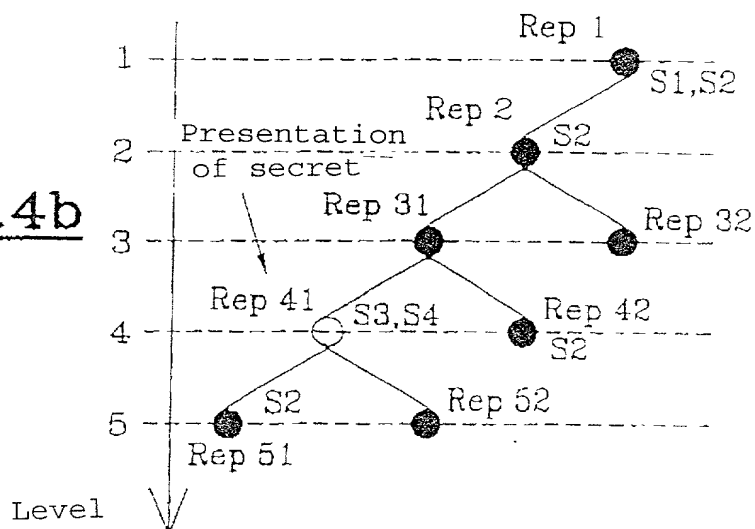 Rep 1
1
S1,S2
Rep 2
Presentation
of secret
S2
2
.4b
Rep 31
Rep 32
3
Rep 41
S3,S4
Rep 42
4
S2
S2
Rep 52
5
Rep 51
Level